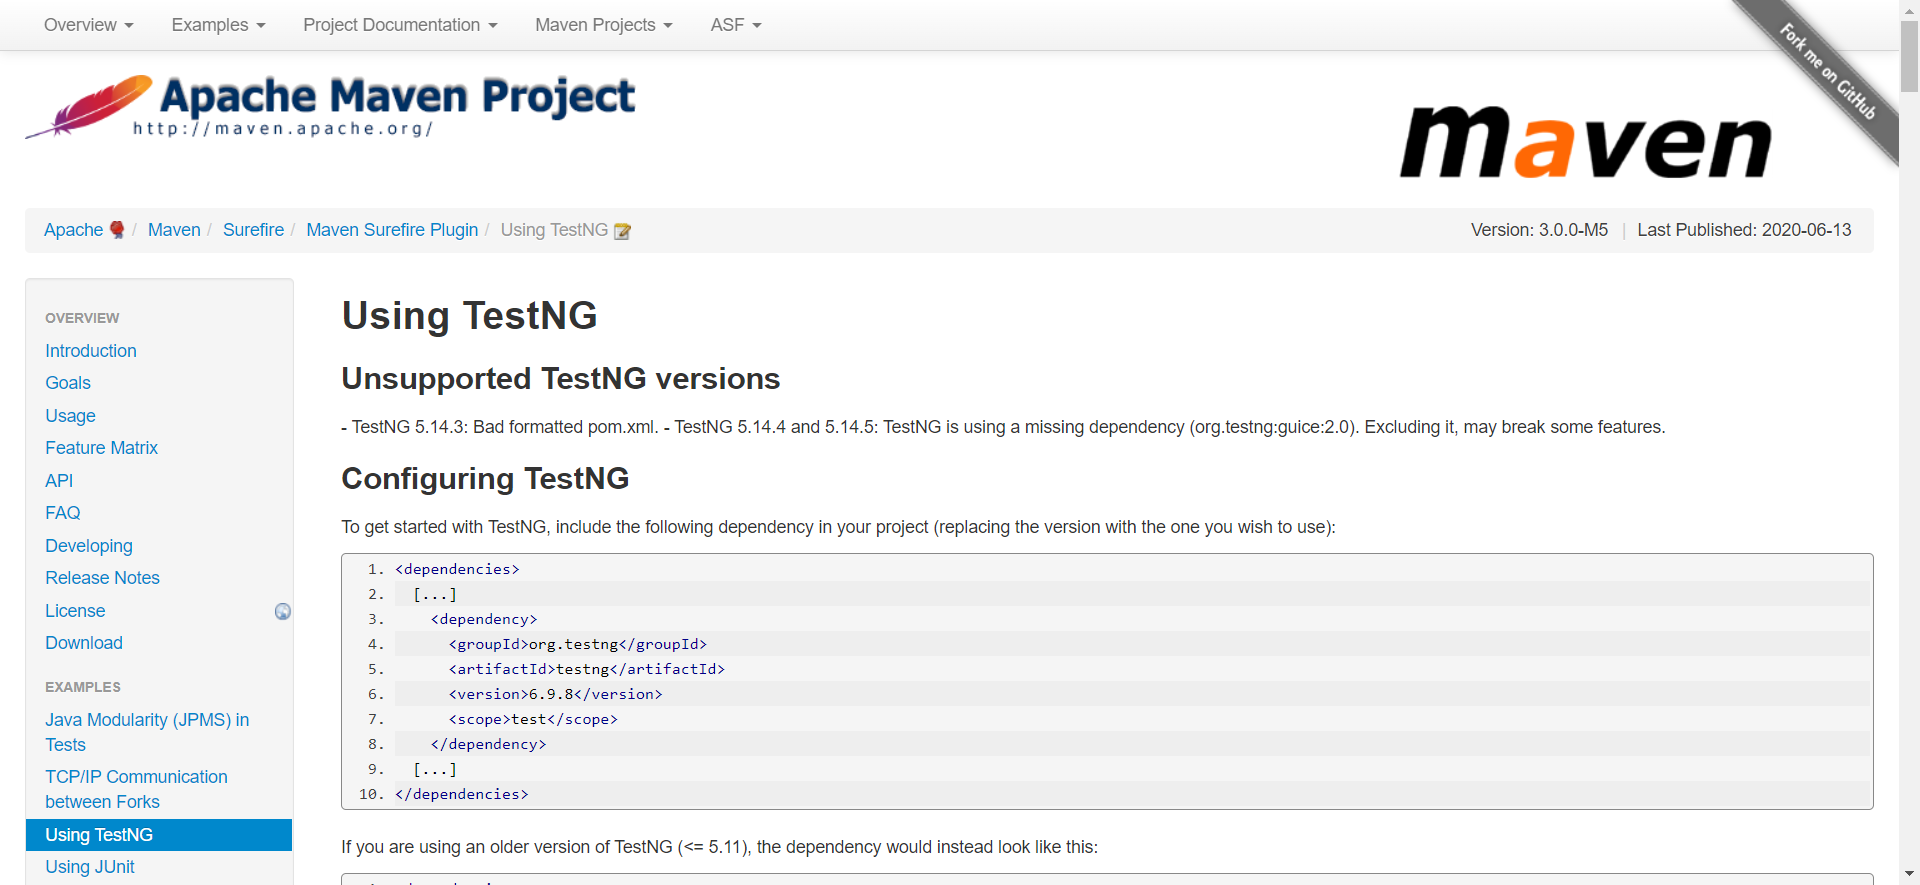 Overview Examples Project Documentation Maven Projects ASF
Fork me on GitHub
Apache Maven Project
http://maven.apache.org/
maven
Apache / Maven / Surefire / Maven Surefire Plugin / Using TestNG Version: 3.0.0-M5 | Last Published: 2020-06-13
OVERVIEW
Introduction
Goals
Usage
Feature Matrix
API
FAQ
Developing
Release Notes
License
Download
EXAMPLES
Java Modularity (JPMS) in
Tests
TCP/IP Communication
between Forks
Using TestNG
Using JUnit
Using TestNG
Unsupported TestNG versions
- TestNG 5.14.3: Bad formatted pom.xml. - TestNG 5.14.4 and 5.14.5: TestNG is using a missing dependency (org.testng:guice:2.0). Excluding it, may break some features.
Configuring TestNG
To get started with TestNG, include the following dependency in your project (replacing the version with the one you wish to use):
1. <dependencies>
2. [...]
3. <dependency>
4. <groupId>org.testng</groupId>
5. <artifactId>testng</artifactId>
6. <version>6.9.8</version>
7. <scope>test</scope>
8. </dependency>
9. [...]
10. </dependencies>
If you are using an older version of TestNG (<= 5.11), the dependency would instead look like this: